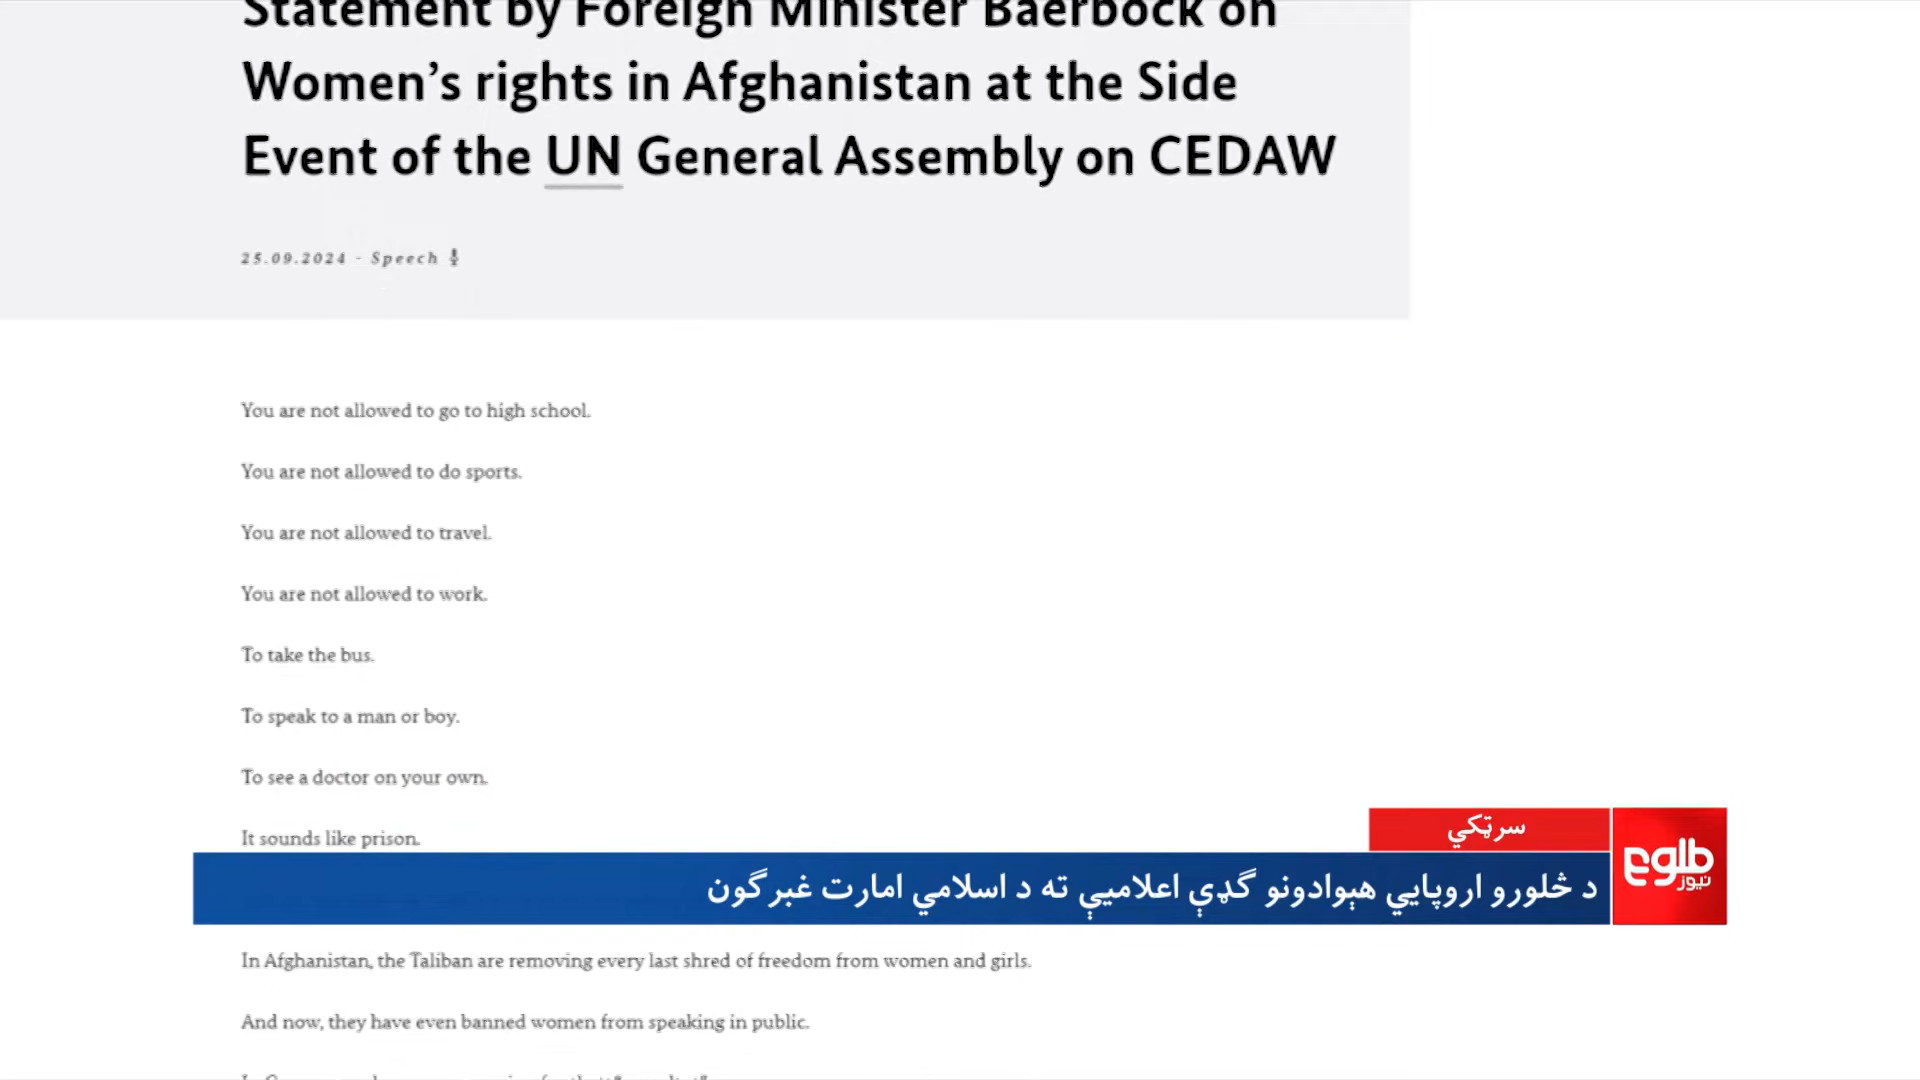 Statement by Foreign Minister Baerbock on
Women’s rights in Afghanistan at the Side
Event of the UN General Assembly on CEDAW
25.09.2024 - Speech
You are not allowed to go to high school.
You are not allowed to do sports.
You are not allowed to travel.
You are not allowed to work.
To take the bus.
To speak to a man or boy.
To see a doctor on your own.
It sounds like prison.
سرټکي
د څلورو اروپايي هېوادونو ګډې اعلاميې ته د اسلامي امارت غبرګون
طلوع
نیوز
In Afghanistan, the Taliban are removing every last shred of freedom from women and girls.
And now, they have even banned women from speaking in public.